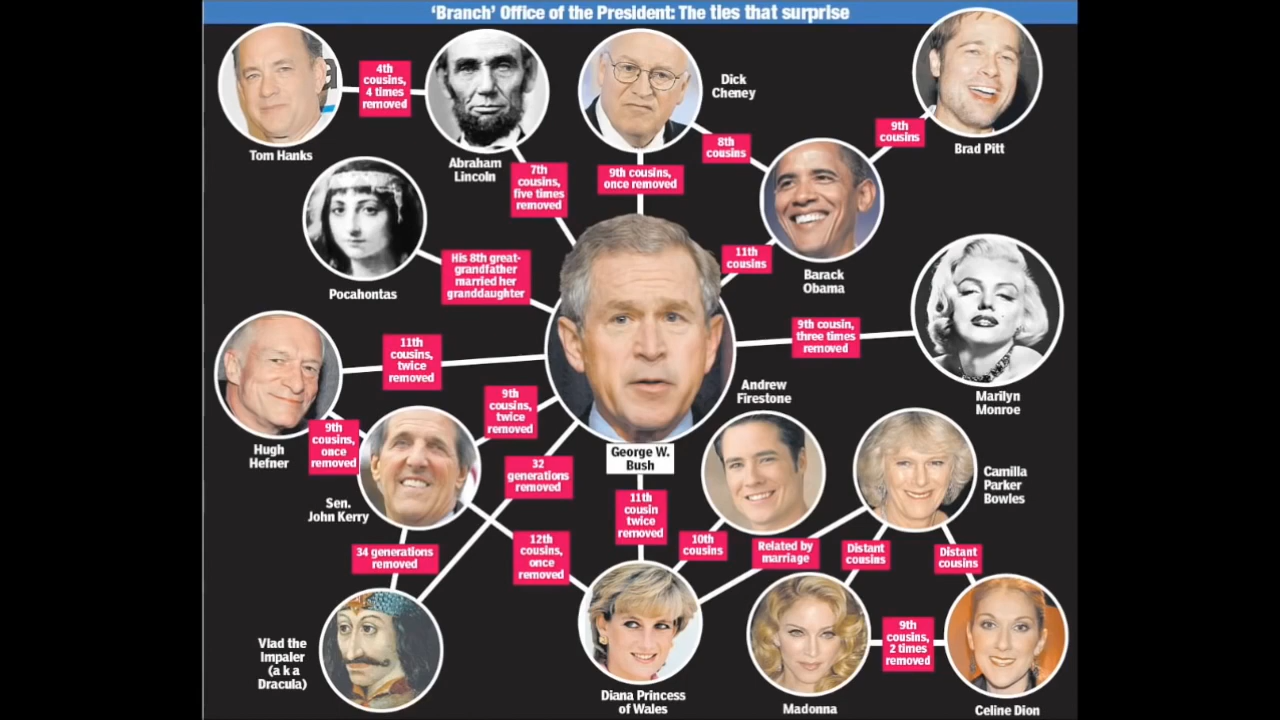 ‘Branch’ Office of the President: The ties that surprise
4th
cousins,
4 times
removed
Tom Hanks
Abraham
Lincoln
Dick
Cheney
8th
cousins
9th
cousins
Brad Pitt
7th
cousins,
five times
removed
9th cousins,
once removed
Pocahontas
His 8th great-
grandfather
married her
granddaughter
11th
cousins
Barack
Obama
9th cousin,
three times
removed
Marilyn
Monroe
11th
cousins,
twice
removed
Hugh
Hefner
9th
cousins,
once
removed
9th
cousins,
twice
removed
Andrew
Firestone
George W.
Bush
Sen.
John Kerry
32
generations
removed
Camilla
Parker
Bowles
11th
cousin
twice
removed
34 generations
removed
12th
cousins,
once
removed
10th
cousins
Related by
marriage
Distant
cousins
Distant
cousins
Vlad the
Impaler
(a k a
Dracula)
Diana Princess
of Wales
9th
cousins,
2 times
removed
Madonna
Celine Dion